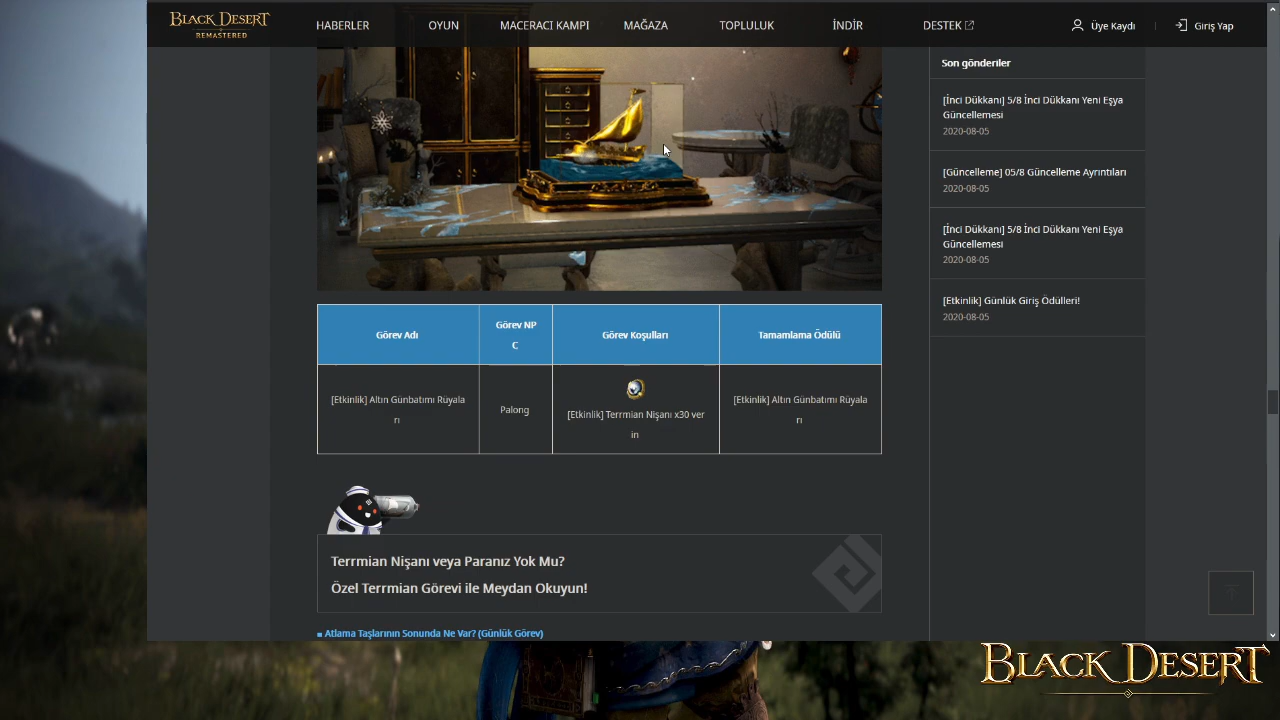 BLACK DESERT
REMASTERED
HABERLER
OYUN
MACERACI KAMPI
MAĞAZA
TOPLULUK
İNDİR
DESTEK
Üye Kaydı
Giriş Yap
Son gönderiler
[İnci Dükkanı] 5/8 İnci Dükkanı Yeni Eşya
Güncellemesi
2020-08-05
[Güncelleme] 05/8 Güncelleme Ayrıntıları
2020-08-05
[İnci Dükkanı] 5/8 İnci Dükkanı Yeni Eşya
Güncellemesi
2020-08-05
[Etkinlik] Günlük Giriş Ödülleri!
2020-08-05
Görev Adı
Görev NP
C
Görev Koşulları
Tamamlama Ödülü
[Etkinlik] Altın Günbatımı Rüyala
rı
Palong
[Etkinlik] Terrmian Nişanı x30 ver
in
[Etkinlik] Altın Günbatımı Rüyala
rı
Terrmian Nişanı veya Paranız Yok Mu?
Özel Terrmian Görevi ile Meydan Okuyun!
Atlama Taşlarının Sonunda Ne Var? (Günlük Görev)
BLACK DESERT